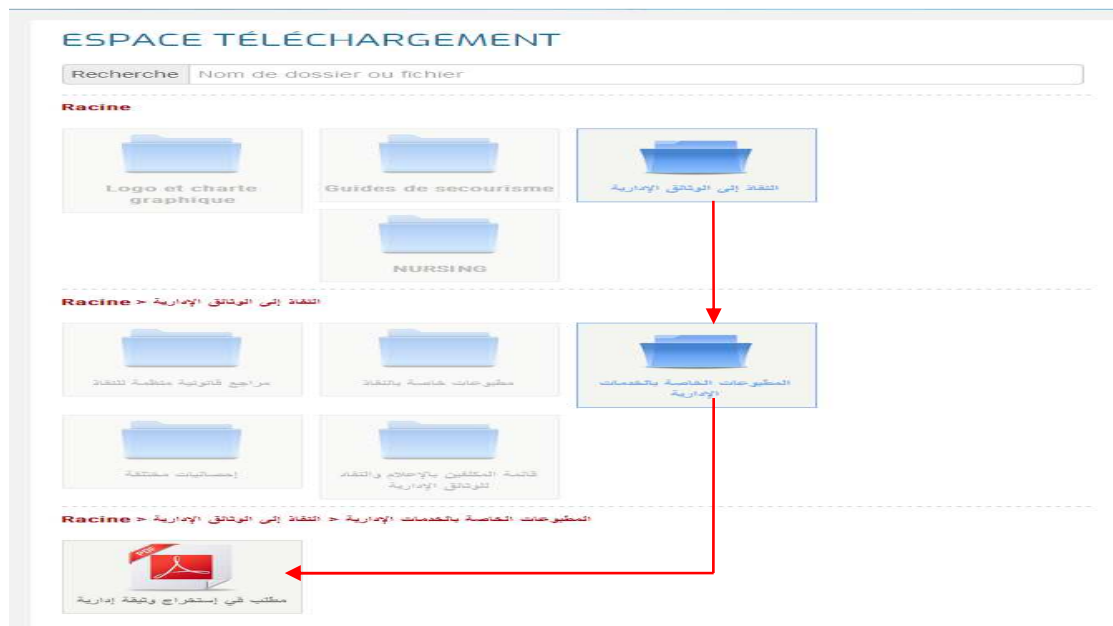 ESPACE TÉLÉCHARGEMENT
Recherche Nom de dossier ou fichier
Racine
Logo et charte
graphique
Guides de secourisme
النفاذ إلى الوثائق الإدارية
NURSING
Racine > النفاذ إلى الوثائق الإدارية
مراجع قانونية منظمة للنفاذ
مطبوعات خاصة بالنفاذ
المطبوعات الخاصة بالخدمات
الإدارية
إحصائيات مختلفة
قائمة المكلفين بالإعلام والنفاذ
للوثائق الإدارية
Racine > النفاذ إلى الوثائق الإدارية > المطبوعات الخاصة بالخدمات الإدارية
PDF
مطلب في إستخراج وثيقة إدارية